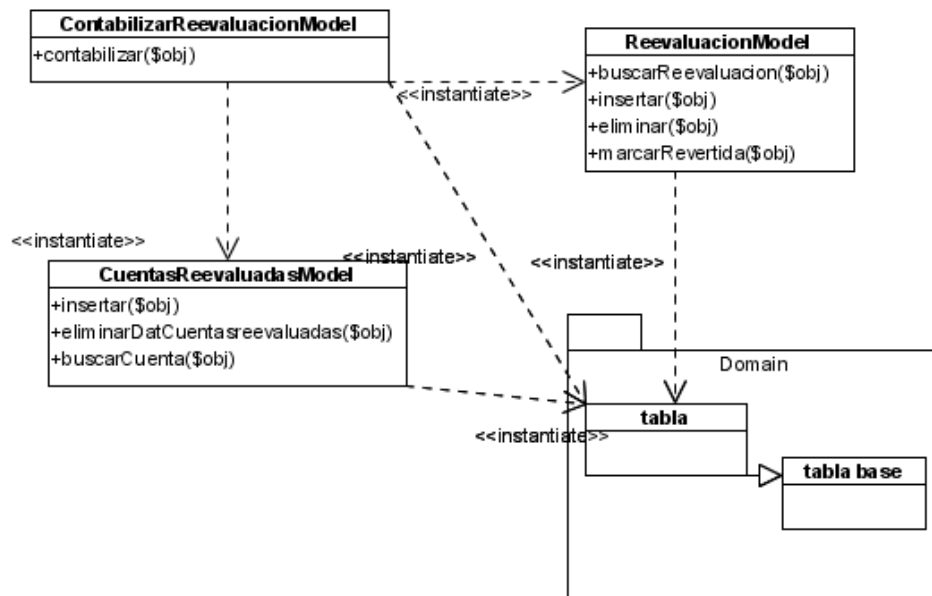 ContabilizarReevaluacionModel
+contabilizar($obj)
ReevaluacionModel
+buscarReevaluacion($obj)
+insertar($obj)
+eliminar($obj)
+marcarRevertida($obj)
<<instantiate>>
<<instantiate>>
<<instantiate>>
<<instantiate>>
CuentasReevaluadasModel
+insertar($obj)
+eliminarDatCuentasreevaluadas($obj)
+buscarCuenta($obj)
Domain
tabla
<<instantiate>>
tabla base